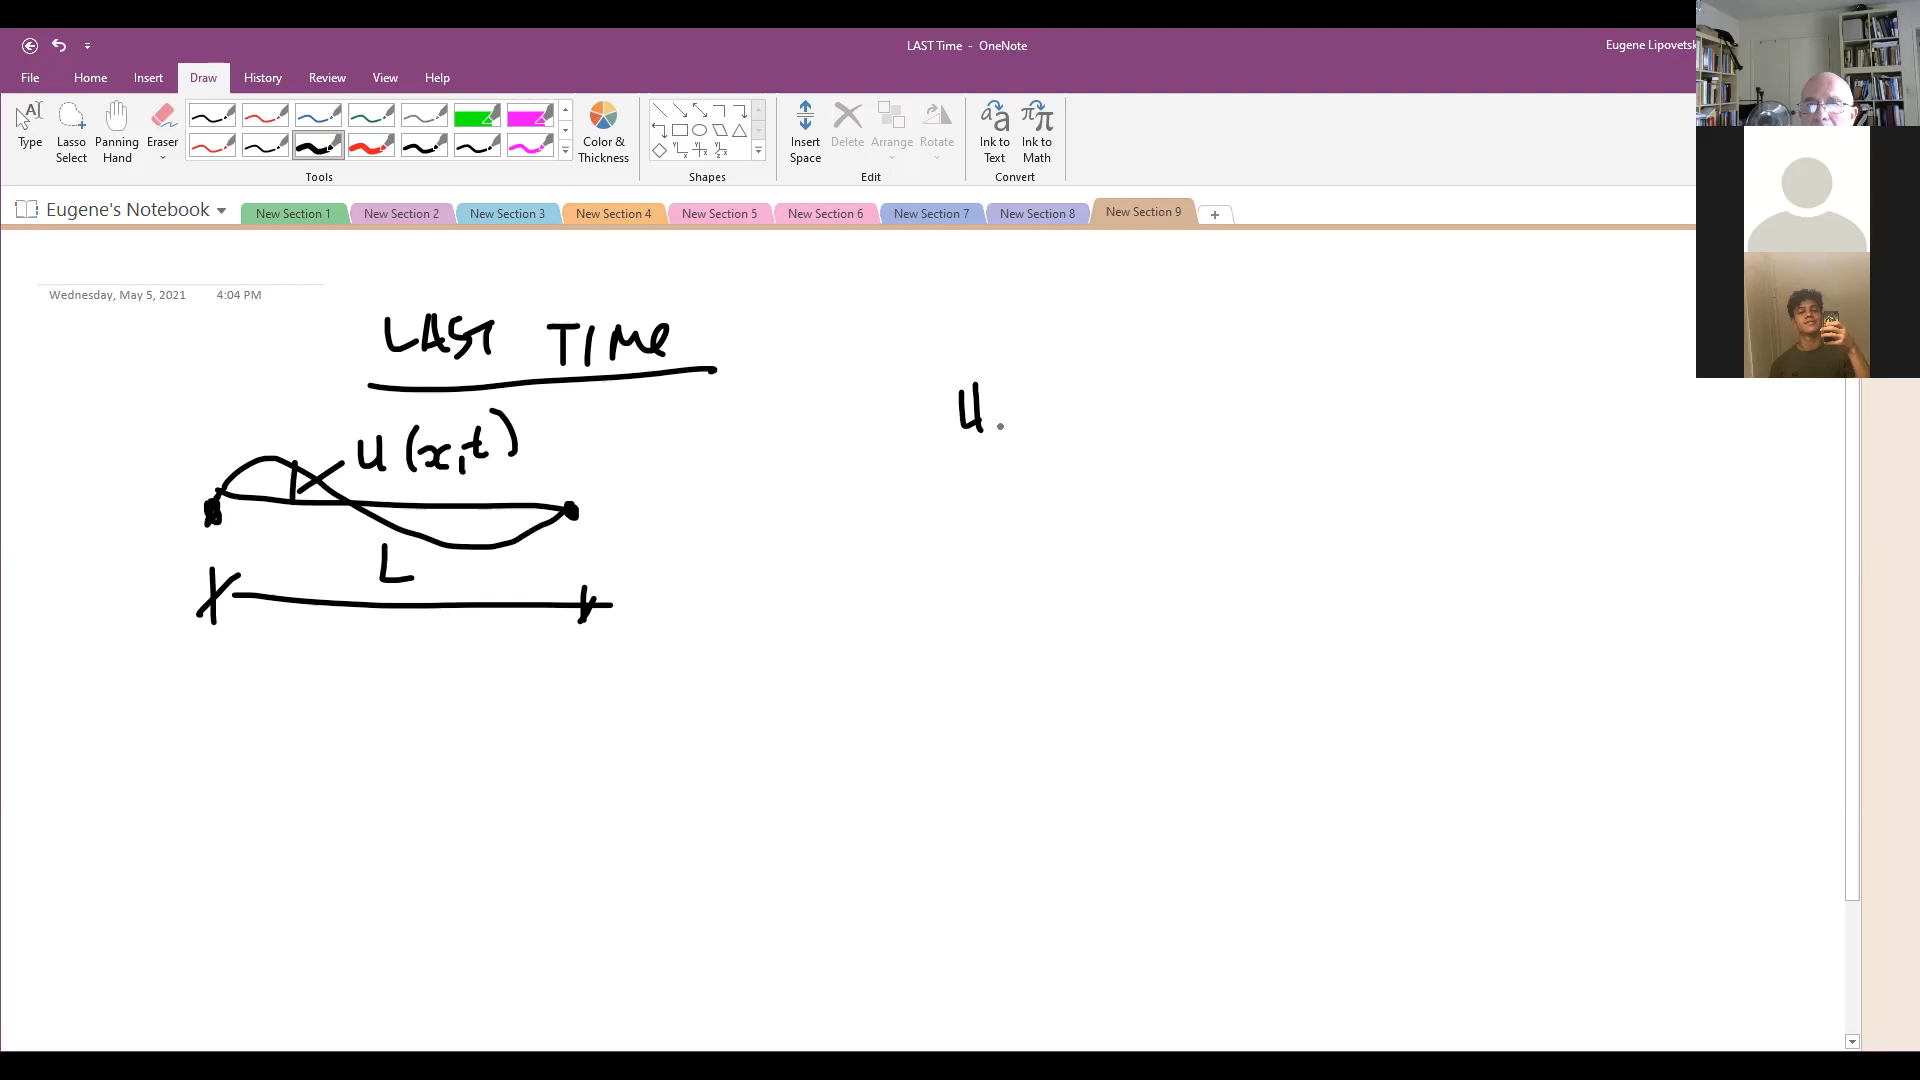 LAST Time - OneNote
Eugene Lipovetsk
File Home Insert Draw History Review View Help
Type
Lasso Select
Panning Hand
Eraser
Color & Thickness
Insert Space
Delete
Arrange
Rotate
Ink to Text
Ink to Math
Tools
Shapes
Edit
Convert
Eugene's Notebook
New Section 1
New Section 2
New Section 3
New Section 4
New Section 5
New Section 6
New Section 7
New Section 8
New Section 9
Wednesday, May 5, 2021 4:04 PM
LAST TIME
u(x,t)
u
L